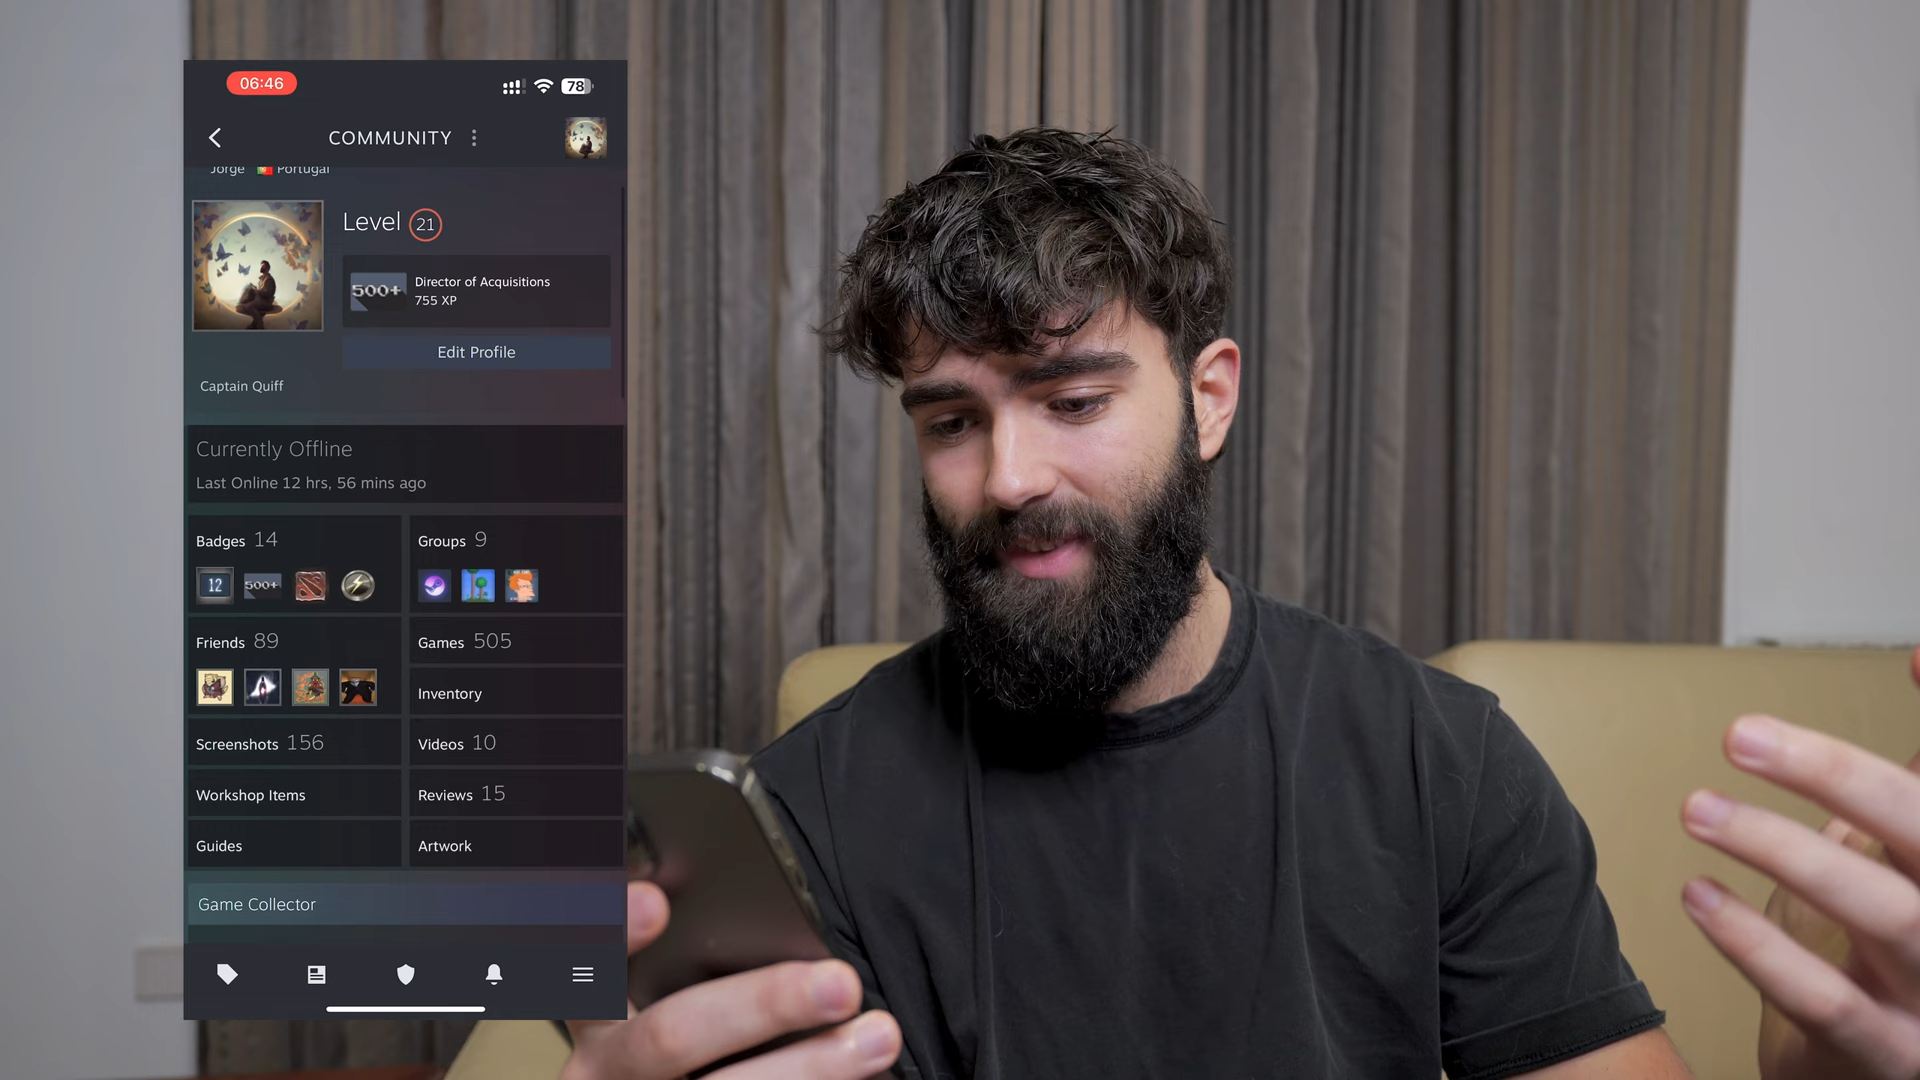 06:46
78
COMMUNITY
Jorge Portugal
Level 21
500+
Director of Acquisitions
755 XP
Edit Profile
Captain Quiff
Currently Offline
Last Online 12 hrs, 56 mins ago
Badges 14
Groups 9
12
500+
Friends 89
Games 505
Inventory
Screenshots 156
Videos 10
Workshop Items
Reviews 15
Guides
Artwork
Game Collector